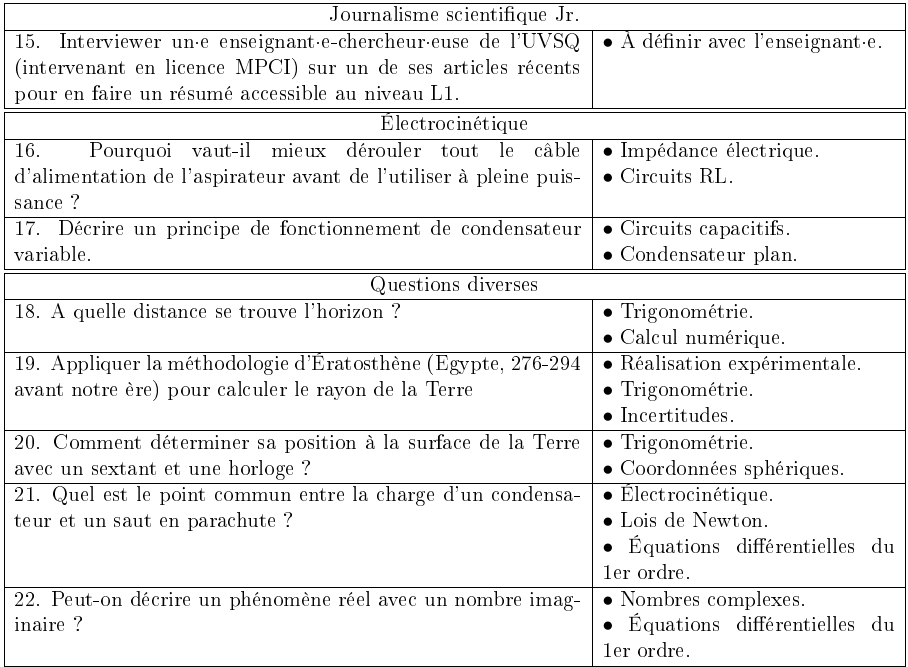 Journalisme scientifique Jr.
15. Interviewer un·e enseignant·e-chercheur·euse de l'UVSQ
(intervenant en licence MPCI) sur un de ses articles récents
pour en faire un résumé accessible au niveau L1.
• À définir avec l'enseignant·e.
Électrocinétique
16. Pourquoi vaut-il mieux dérouler tout le câble
d'alimentation de l'aspirateur avant de l'utiliser à pleine puis-
sance ?
• Impédance électrique.
• Circuits RL.
17. Décrire un principe de fonctionnement de condensateur
variable.
• Circuits capacitifs.
• Condensateur plan.
Questions diverses
18. A quelle distance se trouve l'horizon ?
• Trigonométrie.
• Calcul numérique.
19. Appliquer la méthodologie d'Ératosthène (Egypte, 276-294
avant notre ère) pour calculer le rayon de la Terre
• Réalisation expérimentale.
• Trigonométrie.
• Incertitudes.
20. Comment déterminer sa position à la surface de la Terre
avec un sextant et une horloge ?
• Trigonométrie.
• Coordonnées sphériques.
21. Quel est le point commun entre la charge d'un condensa-
teur et un saut en parachute ?
• Électrocinétique.
• Lois de Newton.
• Équations différentielles du
1er ordre.
22. Peut-on décrire un phénomène réel avec un nombre imag-
inaire ?
• Nombres complexes.
• Équations différentielles du
1er ordre.